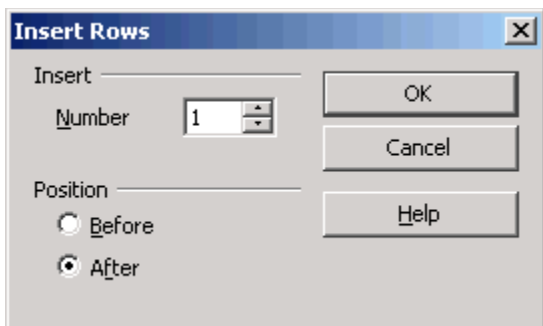 Insert Rows
Insert
Number 1
OK
Cancel
Position
Before
After
Help